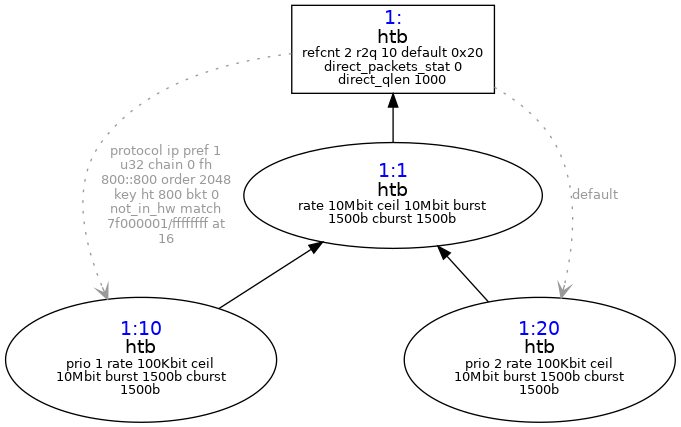 1:
htb
refcnt 2 r2q 10 default 0x20
direct_packets_stat 0
direct_qlen 1000
protocol ip pref 1
u32 chain 0 fh
800::800 order 2048
key ht 800 bkt 0
not_in_hw match
7f000001/ffffffff at
16
1:1
htb
rate 10Mbit ceil 10Mbit burst
1500b cburst 1500b
default
1:10
htb
prio 1 rate 100Kbit ceil
10Mbit burst 1500b cburst
1500b
1:20
htb
prio 2 rate 100Kbit ceil
10Mbit burst 1500b cburst
1500b